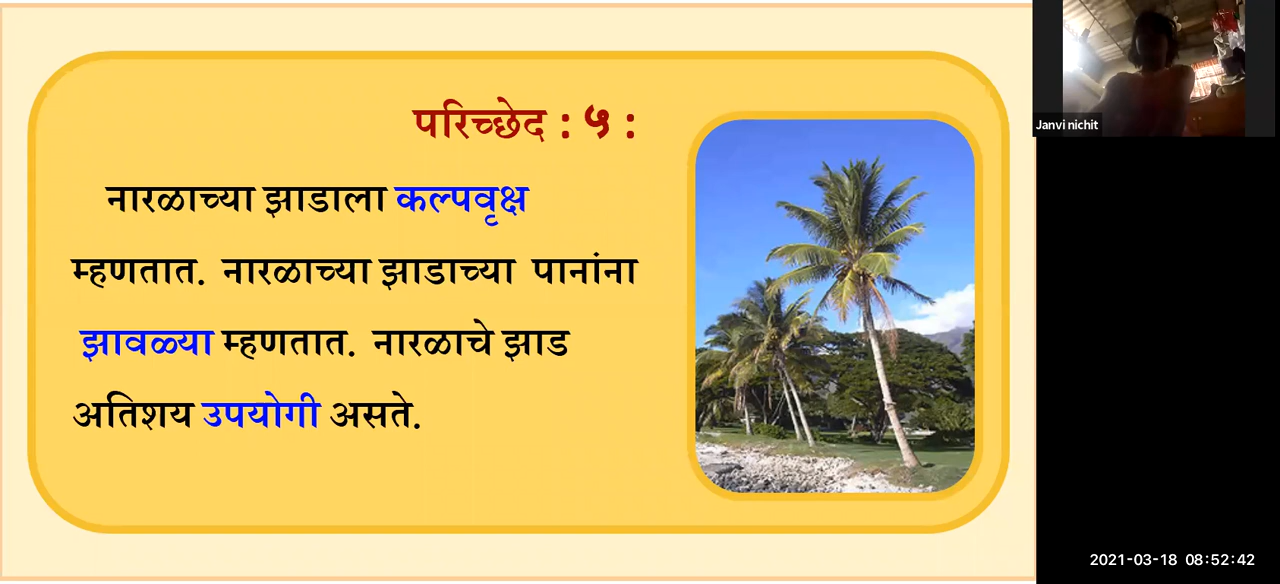 परिच्छेद : ५ :
नारळाच्या झाडाला कल्पवृक्ष
म्हणतात. नारळाच्या झाडाच्या पानांना
झावळ्या म्हणतात. नारळाचे झाड
अतिशय उपयोगी असते.
Janvi nichit
2021-03-18 08:52:42